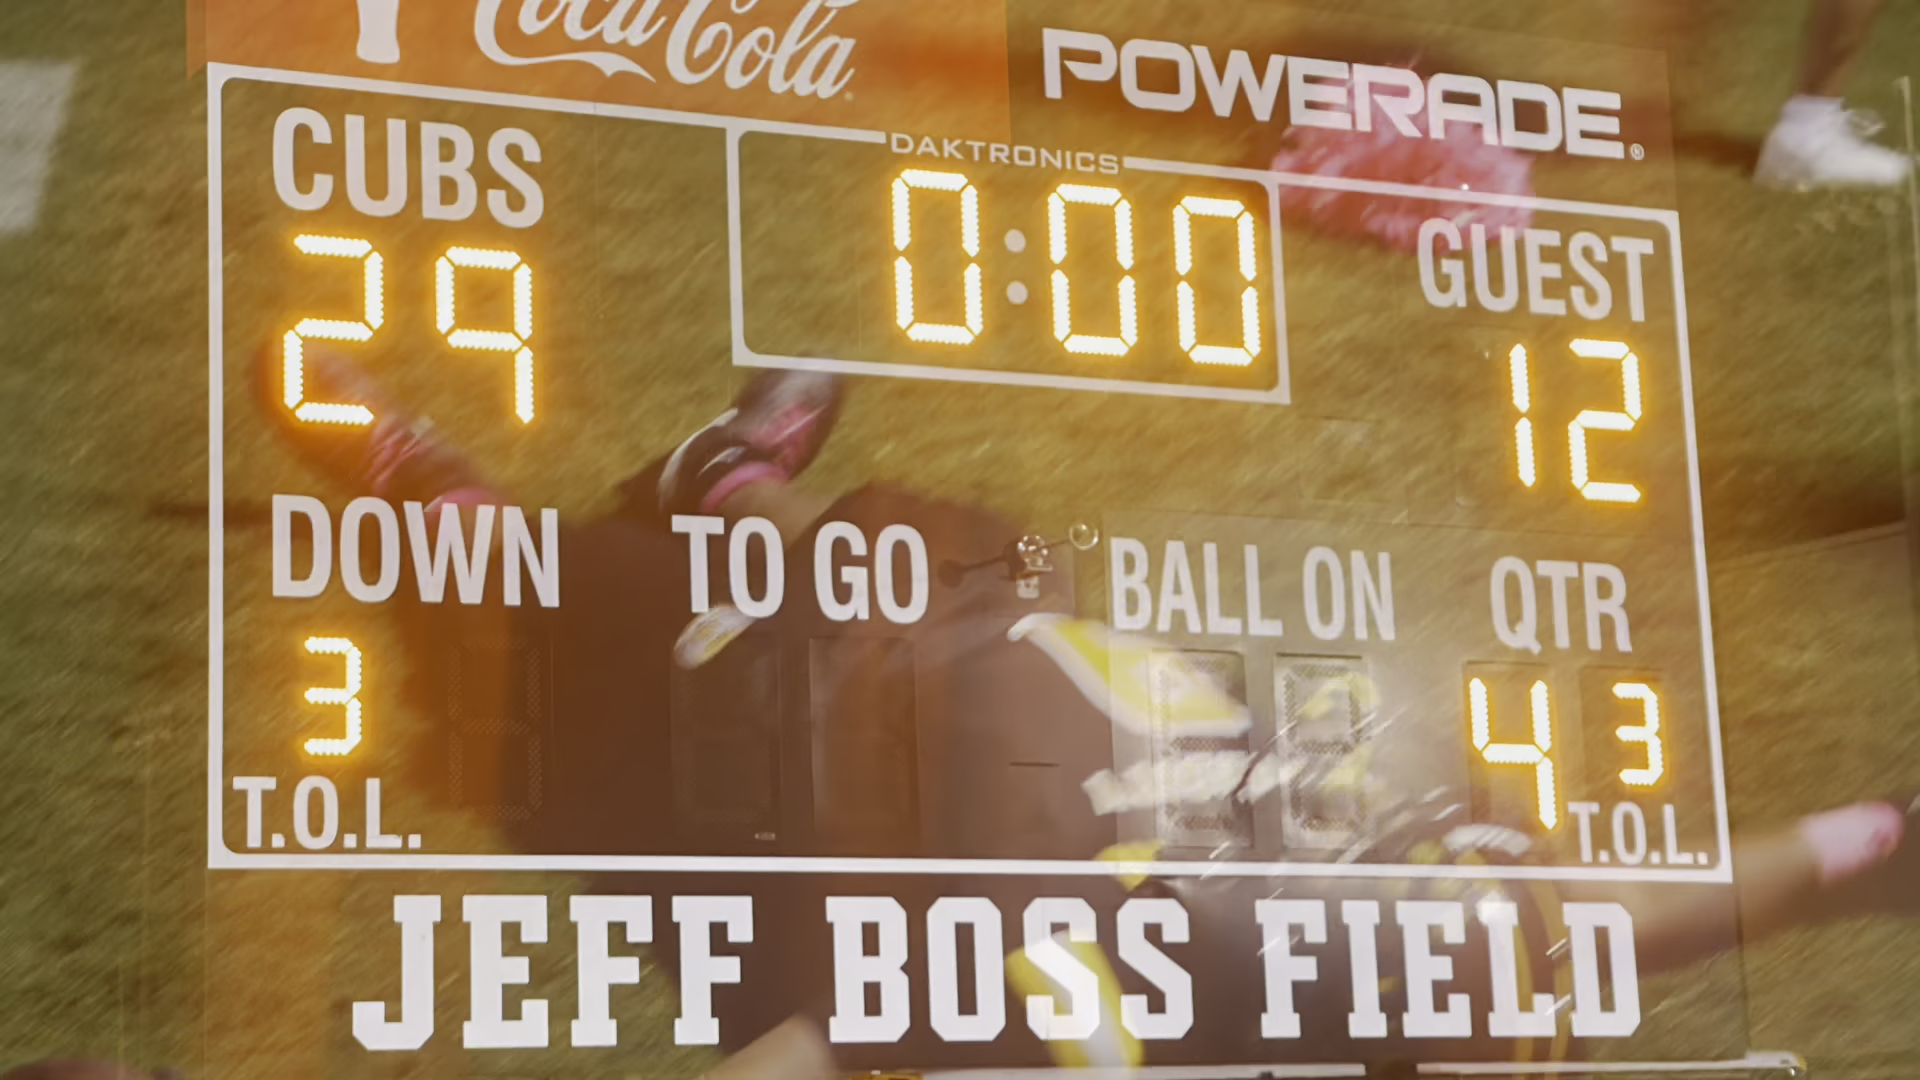 Coca-Cola
POWERADE®
DAKTRONICS
CUBS
0:00
GUEST
29
12
DOWN TO GO BALL ON QTR
3
4 3
T.O.L.
T.O.L.
JEFF BOSS FIELD